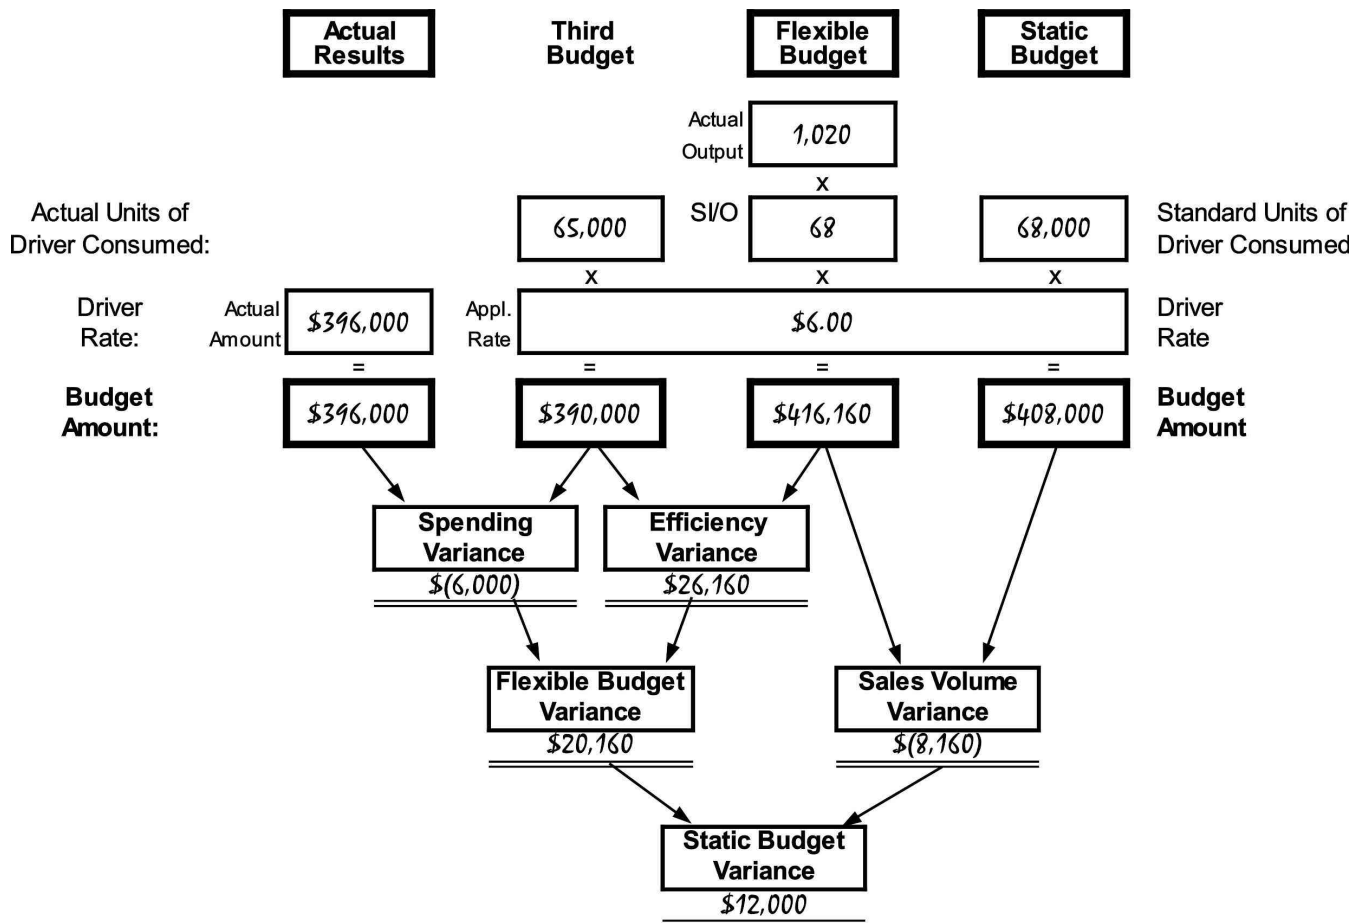 Actual Results
Third Budget
Flexible Budget
Static Budget
Actual Output
1,020
x
Actual Units of Driver Consumed:
65,000
SI/O
68
68,000
Standard Units of Driver Consumed
x
x
x
Driver Rate:
Actual Amount
$396,000
Appl. Rate
$6.00
Driver Rate
=
=
=
=
Budget Amount:
$396,000
$390,000
$416,160
$408,000
Budget Amount
Spending Variance
$(6,000)
Efficiency Variance
$26,160
Flexible Budget Variance
$20,160
Sales Volume Variance
$(8,160)
Static Budget Variance
$12,000